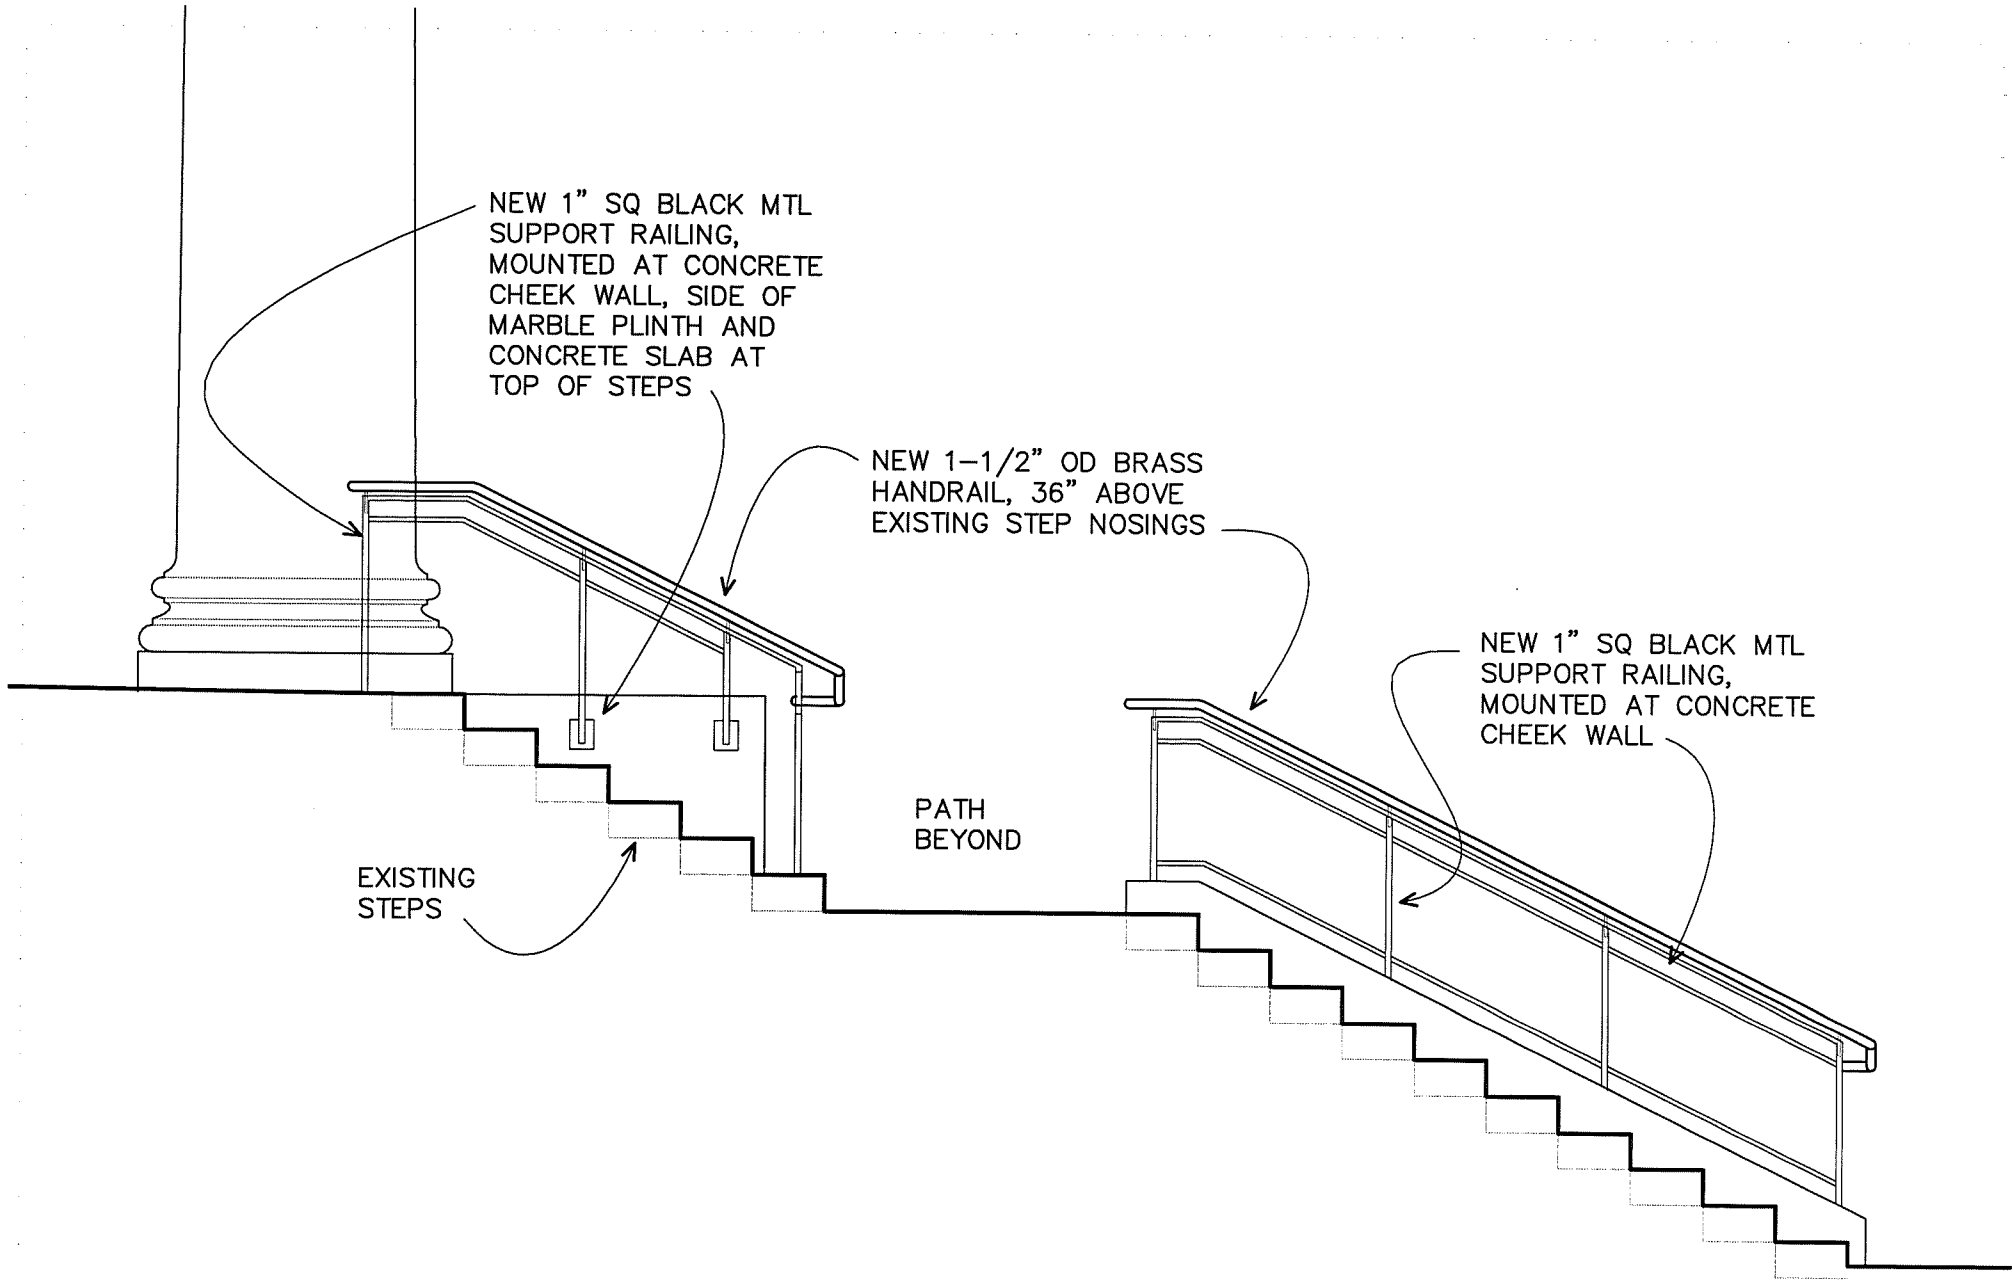 NEW 1” SQ BLACK MTL
SUPPORT RAILING,
MOUNTED AT CONCRETE
CHEEK WALL, SIDE OF
MARBLE PLINTH AND
CONCRETE SLAB AT
TOP OF STEPS
NEW 1–1/2” OD BRASS
HANDRAIL, 36” ABOVE
EXISTING STEP NOSINGS
NEW 1” SQ BLACK MTL
SUPPORT RAILING,
MOUNTED AT CONCRETE
CHEEK WALL
PATH
BEYOND
EXISTING
STEPS